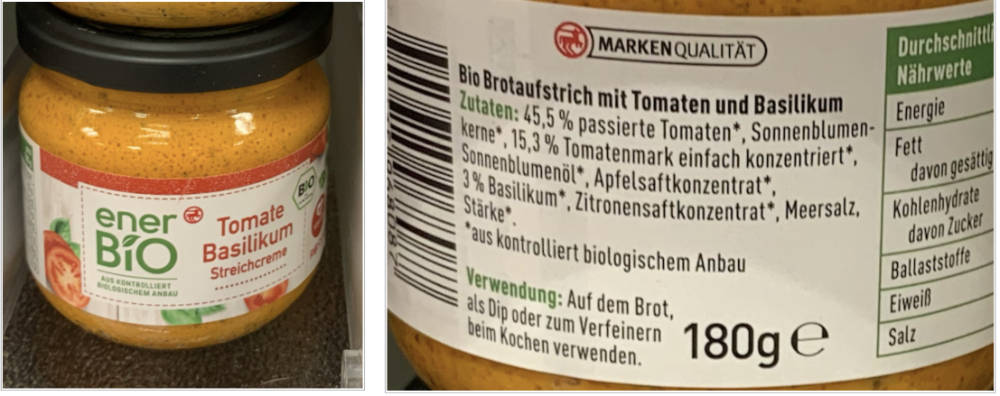 ener
BiO
AUS KONTROLLIERT
BIOLOGISCHEM ANBAU
Tomate
Basilikum
Streichcreme
BIO
MARKENQUALITÄT
Bio Brotaufstrich mit Tomaten und Basilikum
Zutaten: 45,5 % passierte Tomaten*, Sonnenblumen-
kerne*, 15,3 % Tomatenmark einfach konzentriert*,
Sonnenblumenöl*, Apfelsaftkonzentrat*,
3 % Basilikum*, Zitronensaftkonzentrat*, Meersalz,
Stärke*.
*aus kontrolliert biologischem Anbau
Verwendung: Auf dem Brot,
als Dip oder zum Verfeinern
beim Kochen verwenden.
180g e
Durchschnittli
Nährwerte
Energie
Fett
davon gesättig
Kohlenhydrate
davon Zucker
Ballaststoffe
Eiweiß
Salz